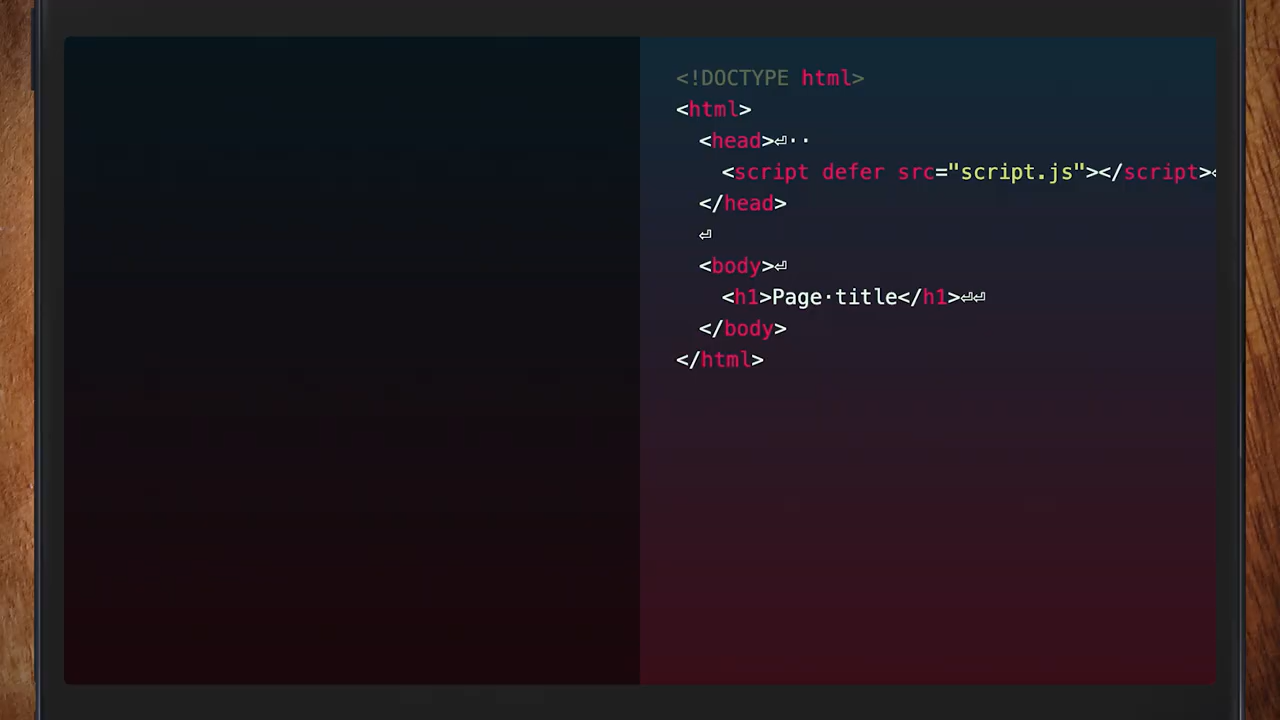 <!DOCTYPE html>
<html>
<head>⏎··
<script defer src="script.js"></script>
</head>
⏎
<body>⏎
<h1>Page·title</h1>⏎⏎
</body>
</html>